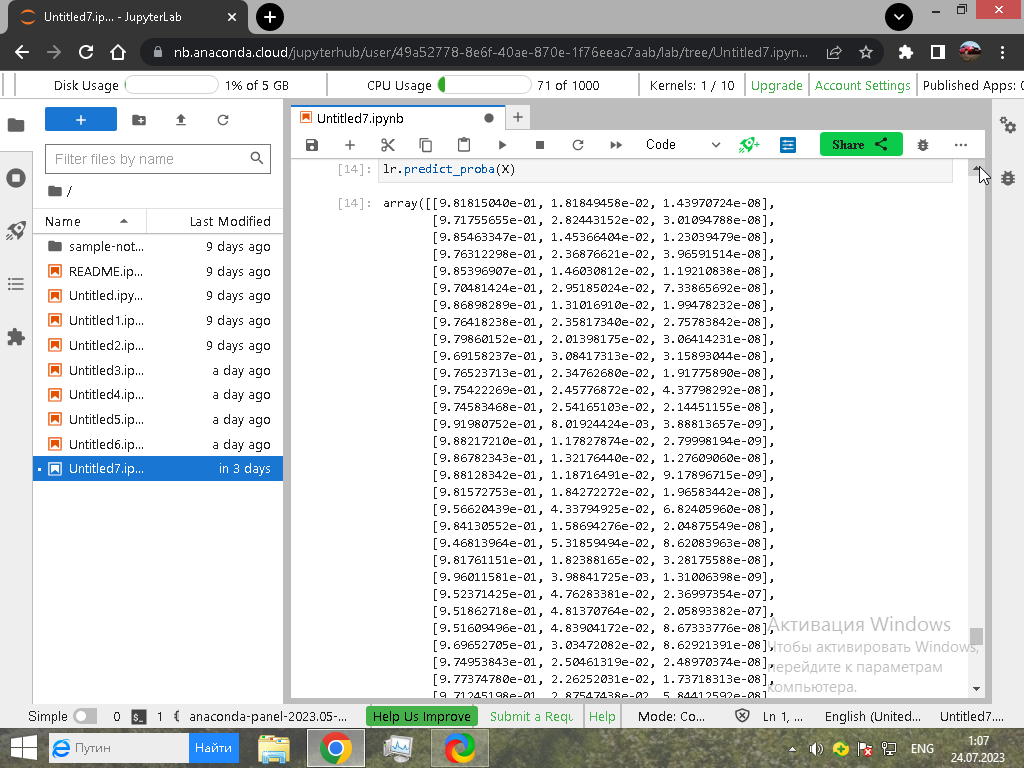 Untitled7.ip... - JupyterLab
nb.anaconda.cloud/jupyterhub/user/49a52778-8e6f-40ae-870e-1f76eeac7aab/lab/tree/Untitled7.ipyn...
Disk Usage 1% of 5 GB CPU Usage 71 of 1000 Kernels: 1 / 10 Upgrade Account Settings Published Apps: 0
Untitled7.ipynb
Code Share
Filter files by name
/
Name Last Modified
sample-not... 9 days ago
README.ip... 9 days ago
Untitled.ipy... 9 days ago
Untitled1.ip... 9 days ago
Untitled2.ip... 9 days ago
Untitled3.ip... a day ago
Untitled4.ip... a day ago
Untitled5.ip... a day ago
Untitled6.ip... a day ago
Untitled7.ip... in 3 days
[14]: lr.predict_proba(X)
[14]: array([[9.81815040e-01, 1.81849458e-02, 1.43970724e-08],
[9.71755655e-01, 2.82443152e-02, 3.01094788e-08],
[9.85463347e-01, 1.45366404e-02, 1.23039479e-08],
[9.76312298e-01, 2.36876621e-02, 3.96591514e-08],
[9.85396907e-01, 1.46030812e-02, 1.19210838e-08],
[9.70481424e-01, 2.95185024e-02, 7.33865692e-08],
[9.86898289e-01, 1.31016910e-02, 1.99478232e-08],
[9.76418238e-01, 2.35817340e-02, 2.75783842e-08],
[9.79860152e-01, 2.01398175e-02, 3.06414231e-08],
[9.69158237e-01, 3.08417313e-02, 3.15893044e-08],
[9.76523713e-01, 2.34762680e-02, 1.91775890e-08],
[9.75422269e-01, 2.45776872e-02, 4.37798292e-08],
[9.74583468e-01, 2.54165103e-02, 2.14451155e-08],
[9.91980752e-01, 8.01924424e-03, 3.88813657e-09],
[9.88217210e-01, 1.17827874e-02, 2.79998194e-09],
[9.86782343e-01, 1.32176440e-02, 1.27609060e-08],
[9.88128342e-01, 1.18716491e-02, 9.17896715e-09],
[9.81572753e-01, 1.84272272e-02, 1.96583442e-08],
[9.56620439e-01, 4.33794925e-02, 6.82405960e-08],
[9.84130552e-01, 1.58694276e-02, 2.04875549e-08],
[9.46813964e-01, 5.31859494e-02, 8.62083963e-08],
[9.81761151e-01, 1.82388165e-02, 3.28175588e-08],
[9.96011581e-01, 3.98841725e-03, 1.31006398e-09],
[9.52371425e-01, 4.76283381e-02, 2.36997354e-07],
[9.51862718e-01, 4.81370764e-02, 2.05893382e-07],
[9.51609496e-01, 4.83904172e-02, 8.67333776e-08],
[9.69652705e-01, 3.03472082e-02, 8.62921391e-08],
[9.74953843e-01, 2.50461319e-02, 2.48970374e-08],
[9.77374780e-01, 2.26252031e-02, 1.73718313e-08],
[9.71245198e-01, 2.87547438e-02, 5.84412592e-08],
Активация Windows
Чтобы активировать Windows,
перейдите к параметрам
компьютера.
Simple 0 1 anaconda-panel-2023.05-... Help Us Improve Submit a Requ Help Mode: Co... Ln 1, ... English (United... Untitled7....
Путин Найти ENG 1:07
24.07.2023